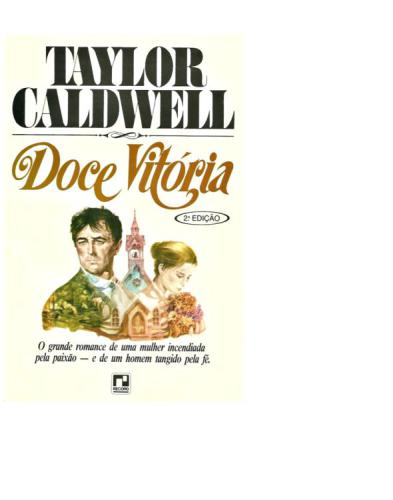 TAYLOR
CALDWELL
Doce Vitória
2ª EDIÇÃO
O grande romance de uma mulher incendiada
pela paixão — e de um homem tangido pela fé.
RECORD